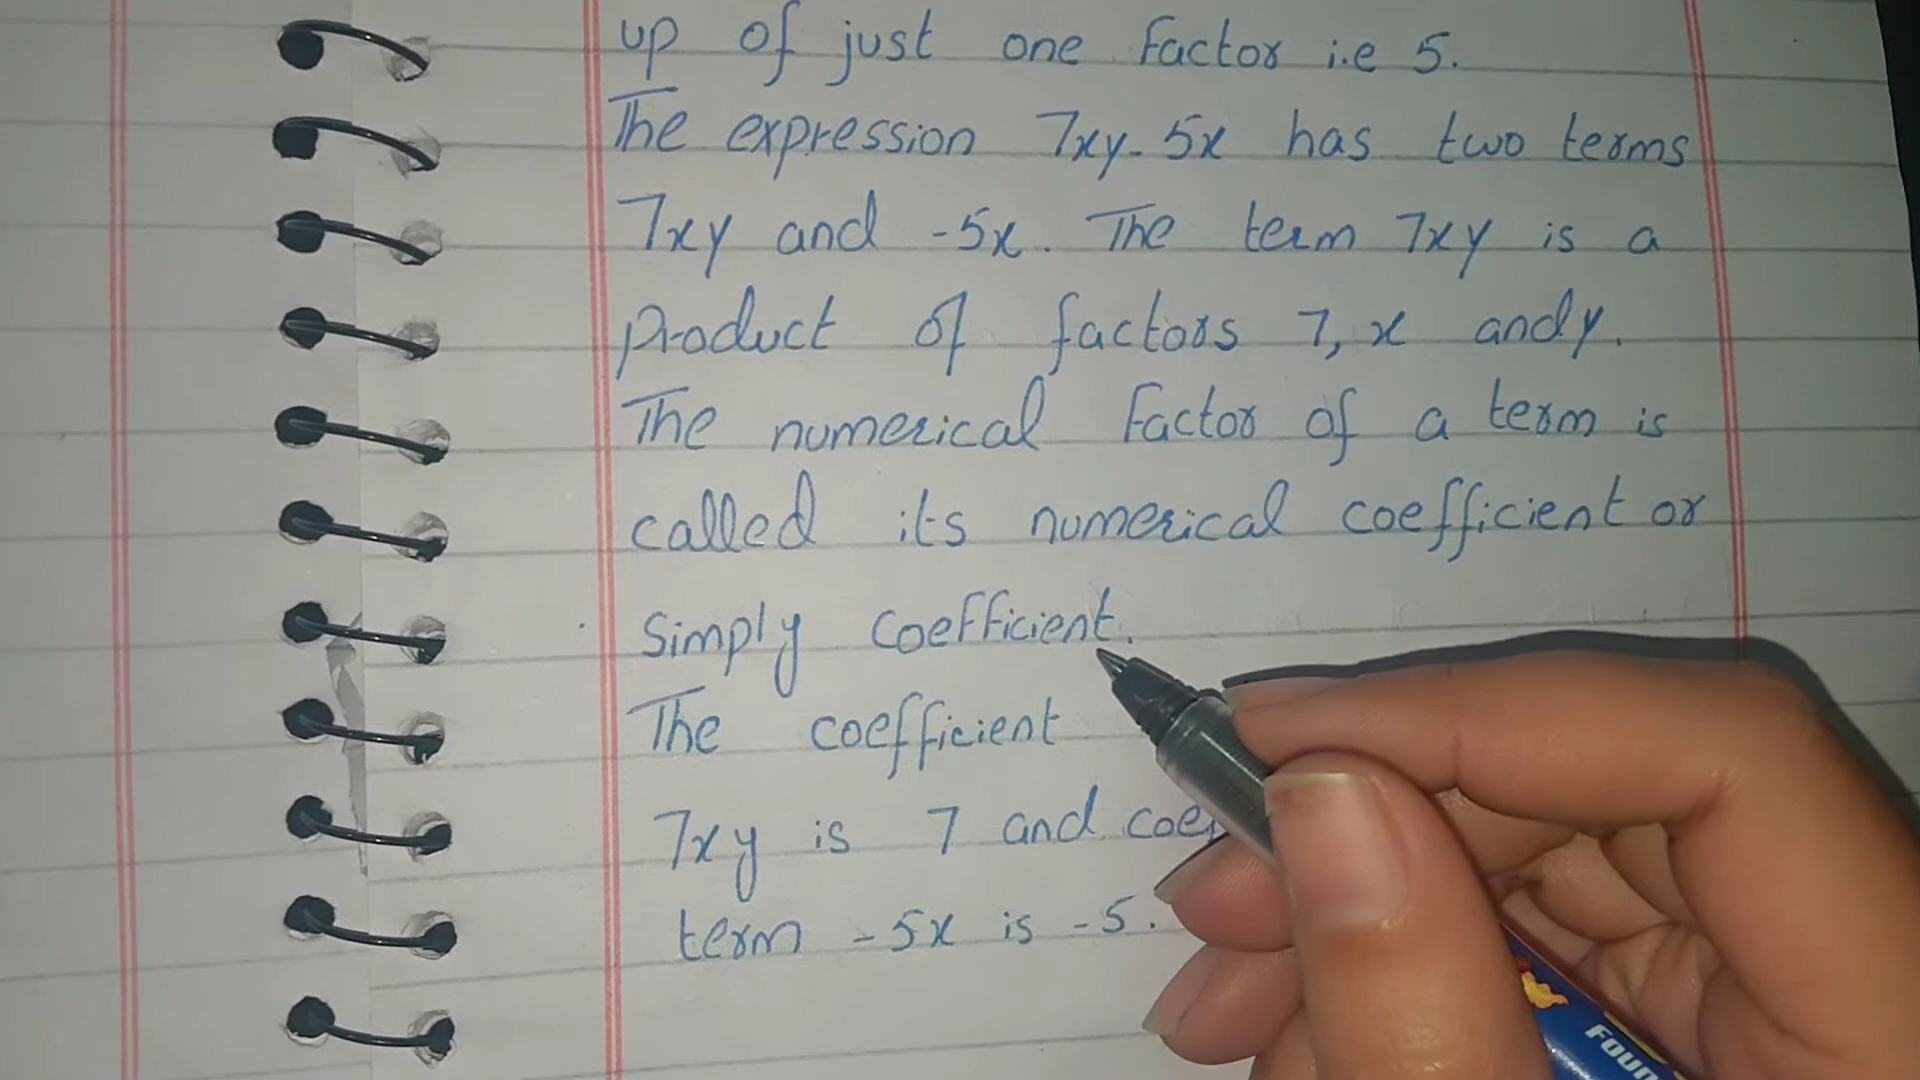 up of just one factor i.e 5.
The expression 7xy-5x has two terms
7xy and -5x. The term 7xy is a
product of factors 7, x and y.
The numerical factor of a term is
called its numerical coefficient or
simply coefficient.
The coefficient
7xy is 7 and
term -5x is -5.